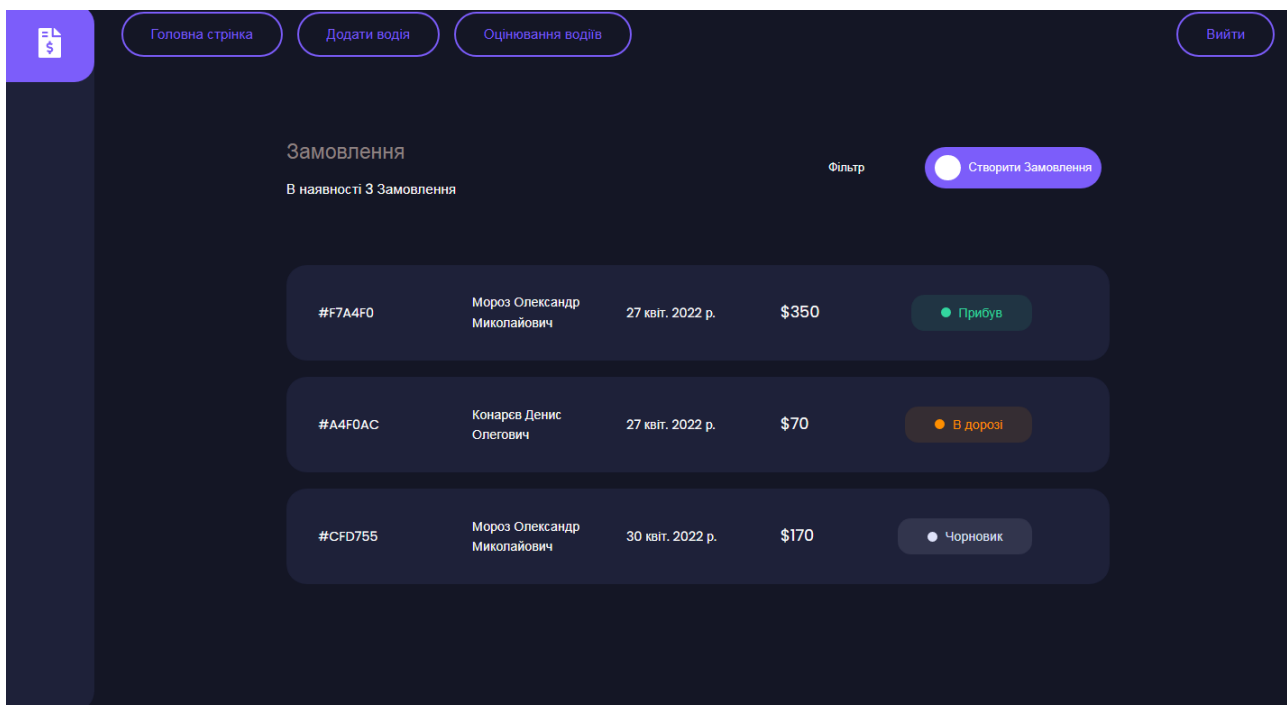 Головна стрінка
Додати водія
Оцінювання водіїв
Вийти
Замовлення
В наявності 3 Замовлення
Фільтр
Створити Замовлення
#F7A4F0
Мороз Олександр
Миколайович
27 квіт. 2022 р.
$350
Прибув
#A4F0AC
Конарєв Денис
Олегович
27 квіт. 2022 р.
$70
В дорозі
#CFD755
Мороз Олександр
Миколайович
30 квіт. 2022 р.
$170
Чорновик